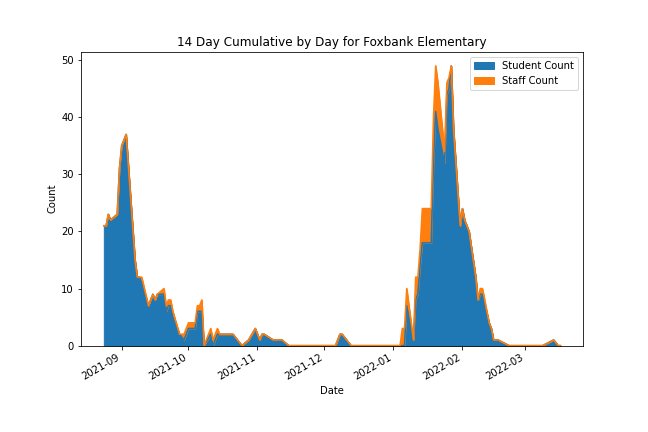 14 Day Cumulative by Day for Foxbank Elementary
Student Count
Staff Count
50
40
30
20
10
0
Count
2021-09
2021-10
2021-11
2021-12
2022-01
2022-02
2022-03
Date